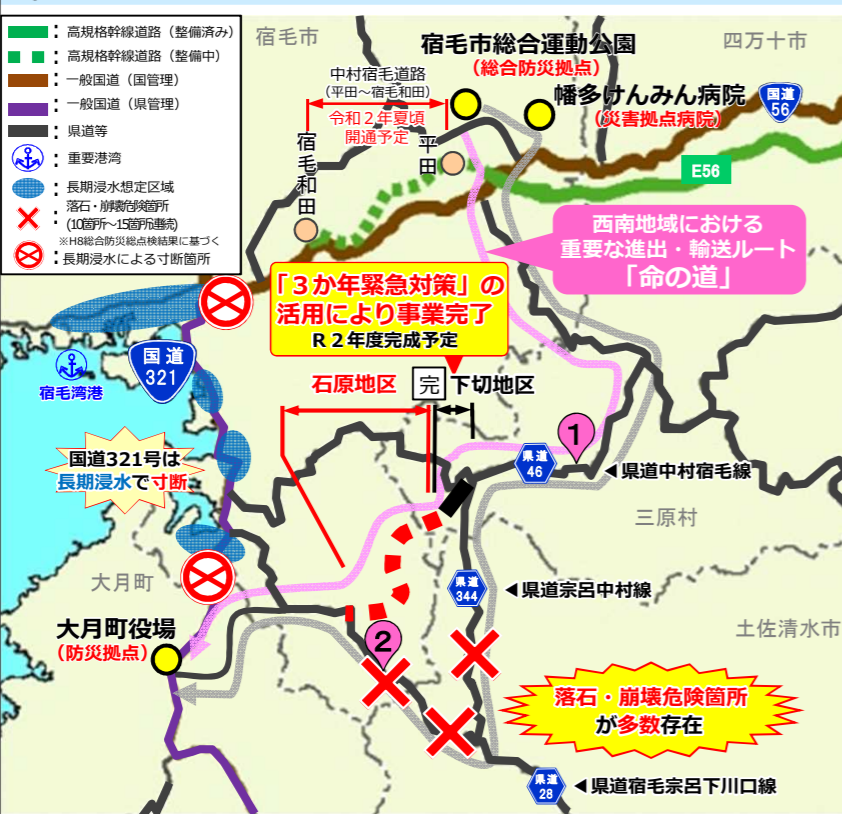 ：高規格幹線道路（整備済み）
：高規格幹線道路（整備中）
：一般国道（国管理）
：一般国道（県管理）
：県道等
：重要港湾
：長期浸水想定区域
：落石・崩壊危険箇所
(10箇所～15箇所連続)
※H8総合防災総点検結果に基づく
：長期浸水による寸断箇所
宿毛市
宿毛市総合運動公園
（総合防災拠点）
四万十市
中村宿毛道路
（平田～宿毛和田）
令和２年夏頃
開通予定
幡多けんみん病院
（災害拠点病院）
国道
56
宿毛和田
平田
E56
西南地域における
重要な進出・輸送ルート
「命の道」
「３か年緊急対策」の
活用により事業完了
Ｒ２年度完成予定
国道
321
宿毛湾港
石原地区
完
下切地区
1
県道
46
◀県道中村宿毛線
国道321号は
長期浸水で寸断
三原村
大月町
県道
344
◀県道宗呂中村線
大月町役場
（防災拠点）
2
土佐清水市
落石・崩壊危険箇所
が多数存在
県道
28
◀県道宿毛宗呂下川口線